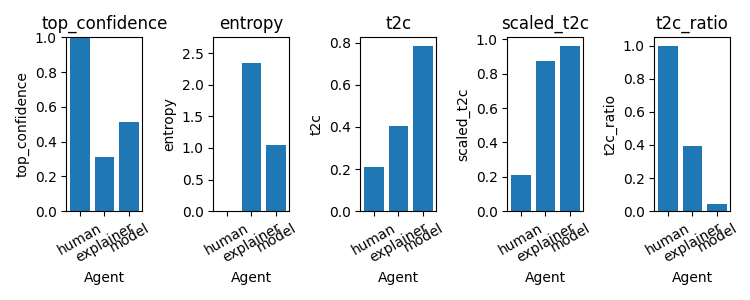 top_confidence
top_confidence
1.0
0.8
0.6
0.4
0.2
0.0
human
explainer
model
Agent
entropy
entropy
2.5
2.0
1.5
1.0
0.5
0.0
human
explainer
model
Agent
t2c
t2c
0.8
0.6
0.4
0.2
0.0
human
explainer
model
Agent
scaled_t2c
scaled_t2c
1.0
0.8
0.6
0.4
0.2
0.0
human
explainer
model
Agent
t2c_ratio
t2c_ratio
1.0
0.8
0.6
0.4
0.2
0.0
human
explainer
model
Agent